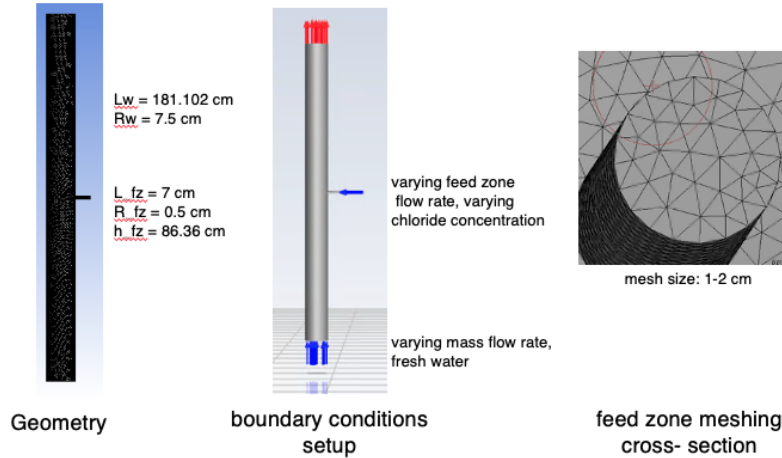 Lw = 181.102 cm
Rw = 7.5 cm
L_fz = 7 cm
R_fz = 0.5 cm
h_fz = 86.36 cm
Geometry
varying feed zone
flow rate, varying
chloride concentration
varying mass flow rate,
fresh water
boundary conditions
setup
mesh size: 1-2 cm
feed zone meshing
cross- section